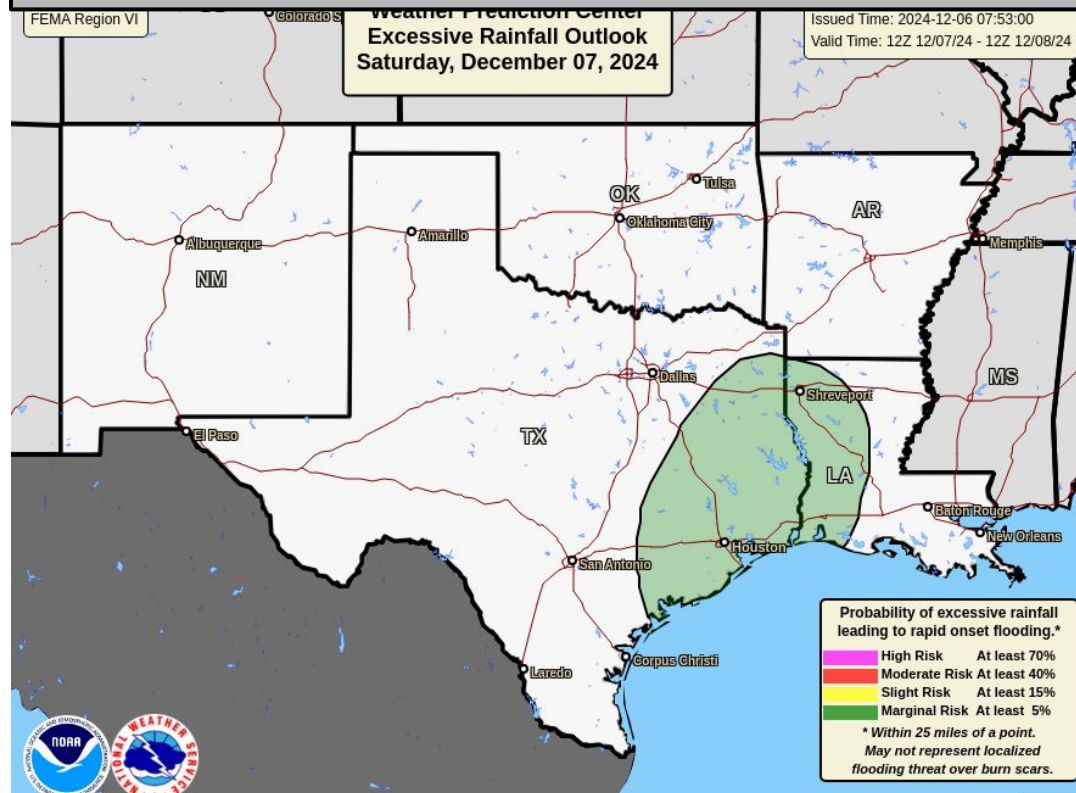 FEMA Region VI
Colorado S
Weather Prediction Center
Excessive Rainfall Outlook
Saturday, December 07, 2024
Issued Time: 2024-12-06 07:53:00
Valid Time: 12Z 12/07/24 - 12Z 12/08/24
Tulsa
OK
Oklahoma City
AR
Albuquerque
Amarillo
Memphis
NM
Dallas
MS
Shreveport
El Paso
TX
LA
Baton Rouge
New Orleans
Houston
San Antonio
Corpus Christi
Laredo
Probability of excessive rainfall
leading to rapid onset flooding.*
High Risk At least 70%
Moderate Risk At least 40%
Slight Risk At least 15%
Marginal Risk At least 5%
* Within 25 miles of a point.
May not represent localized
flooding threat over burn scars.
NOAA
NATIONAL WEATHER SERVICE